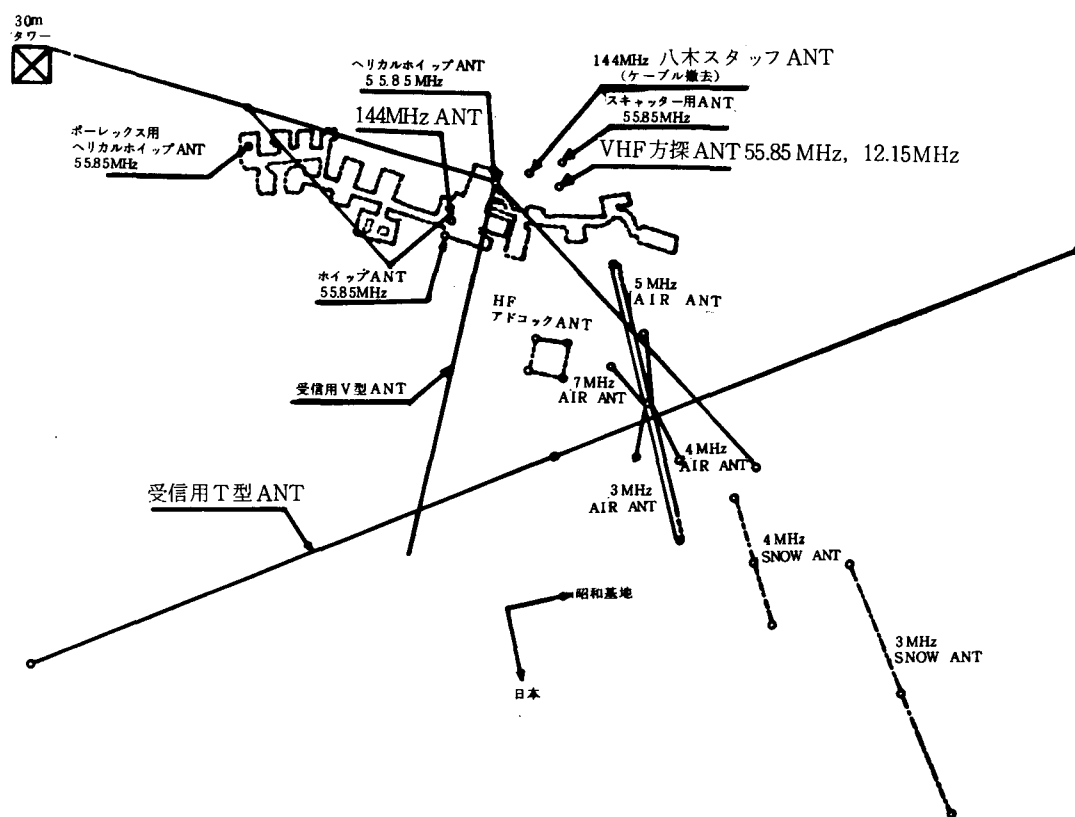 30m
タワー
ヘリカルホイップANT
55.85MHz
144MHz 八木スタッフANT
(ケーブル撤去)
スキャッター用ANT
55.85MHz
144MHz ANT
ポーレックス用
ヘリカルホイップANT
55.85MHz
VHF方探ANT 55.85MHz, 12.15MHz
ホイップANT
55.85MHz
5MHz
AIR ANT
HF
アドコックANT
7MHz
AIR ANT
受信用V型ANT
4MHz
AIR ANT
3MHz
AIR ANT
受信用T型ANT
4MHz
SNOW ANT
昭和基地
3MHz
SNOW ANT
日本